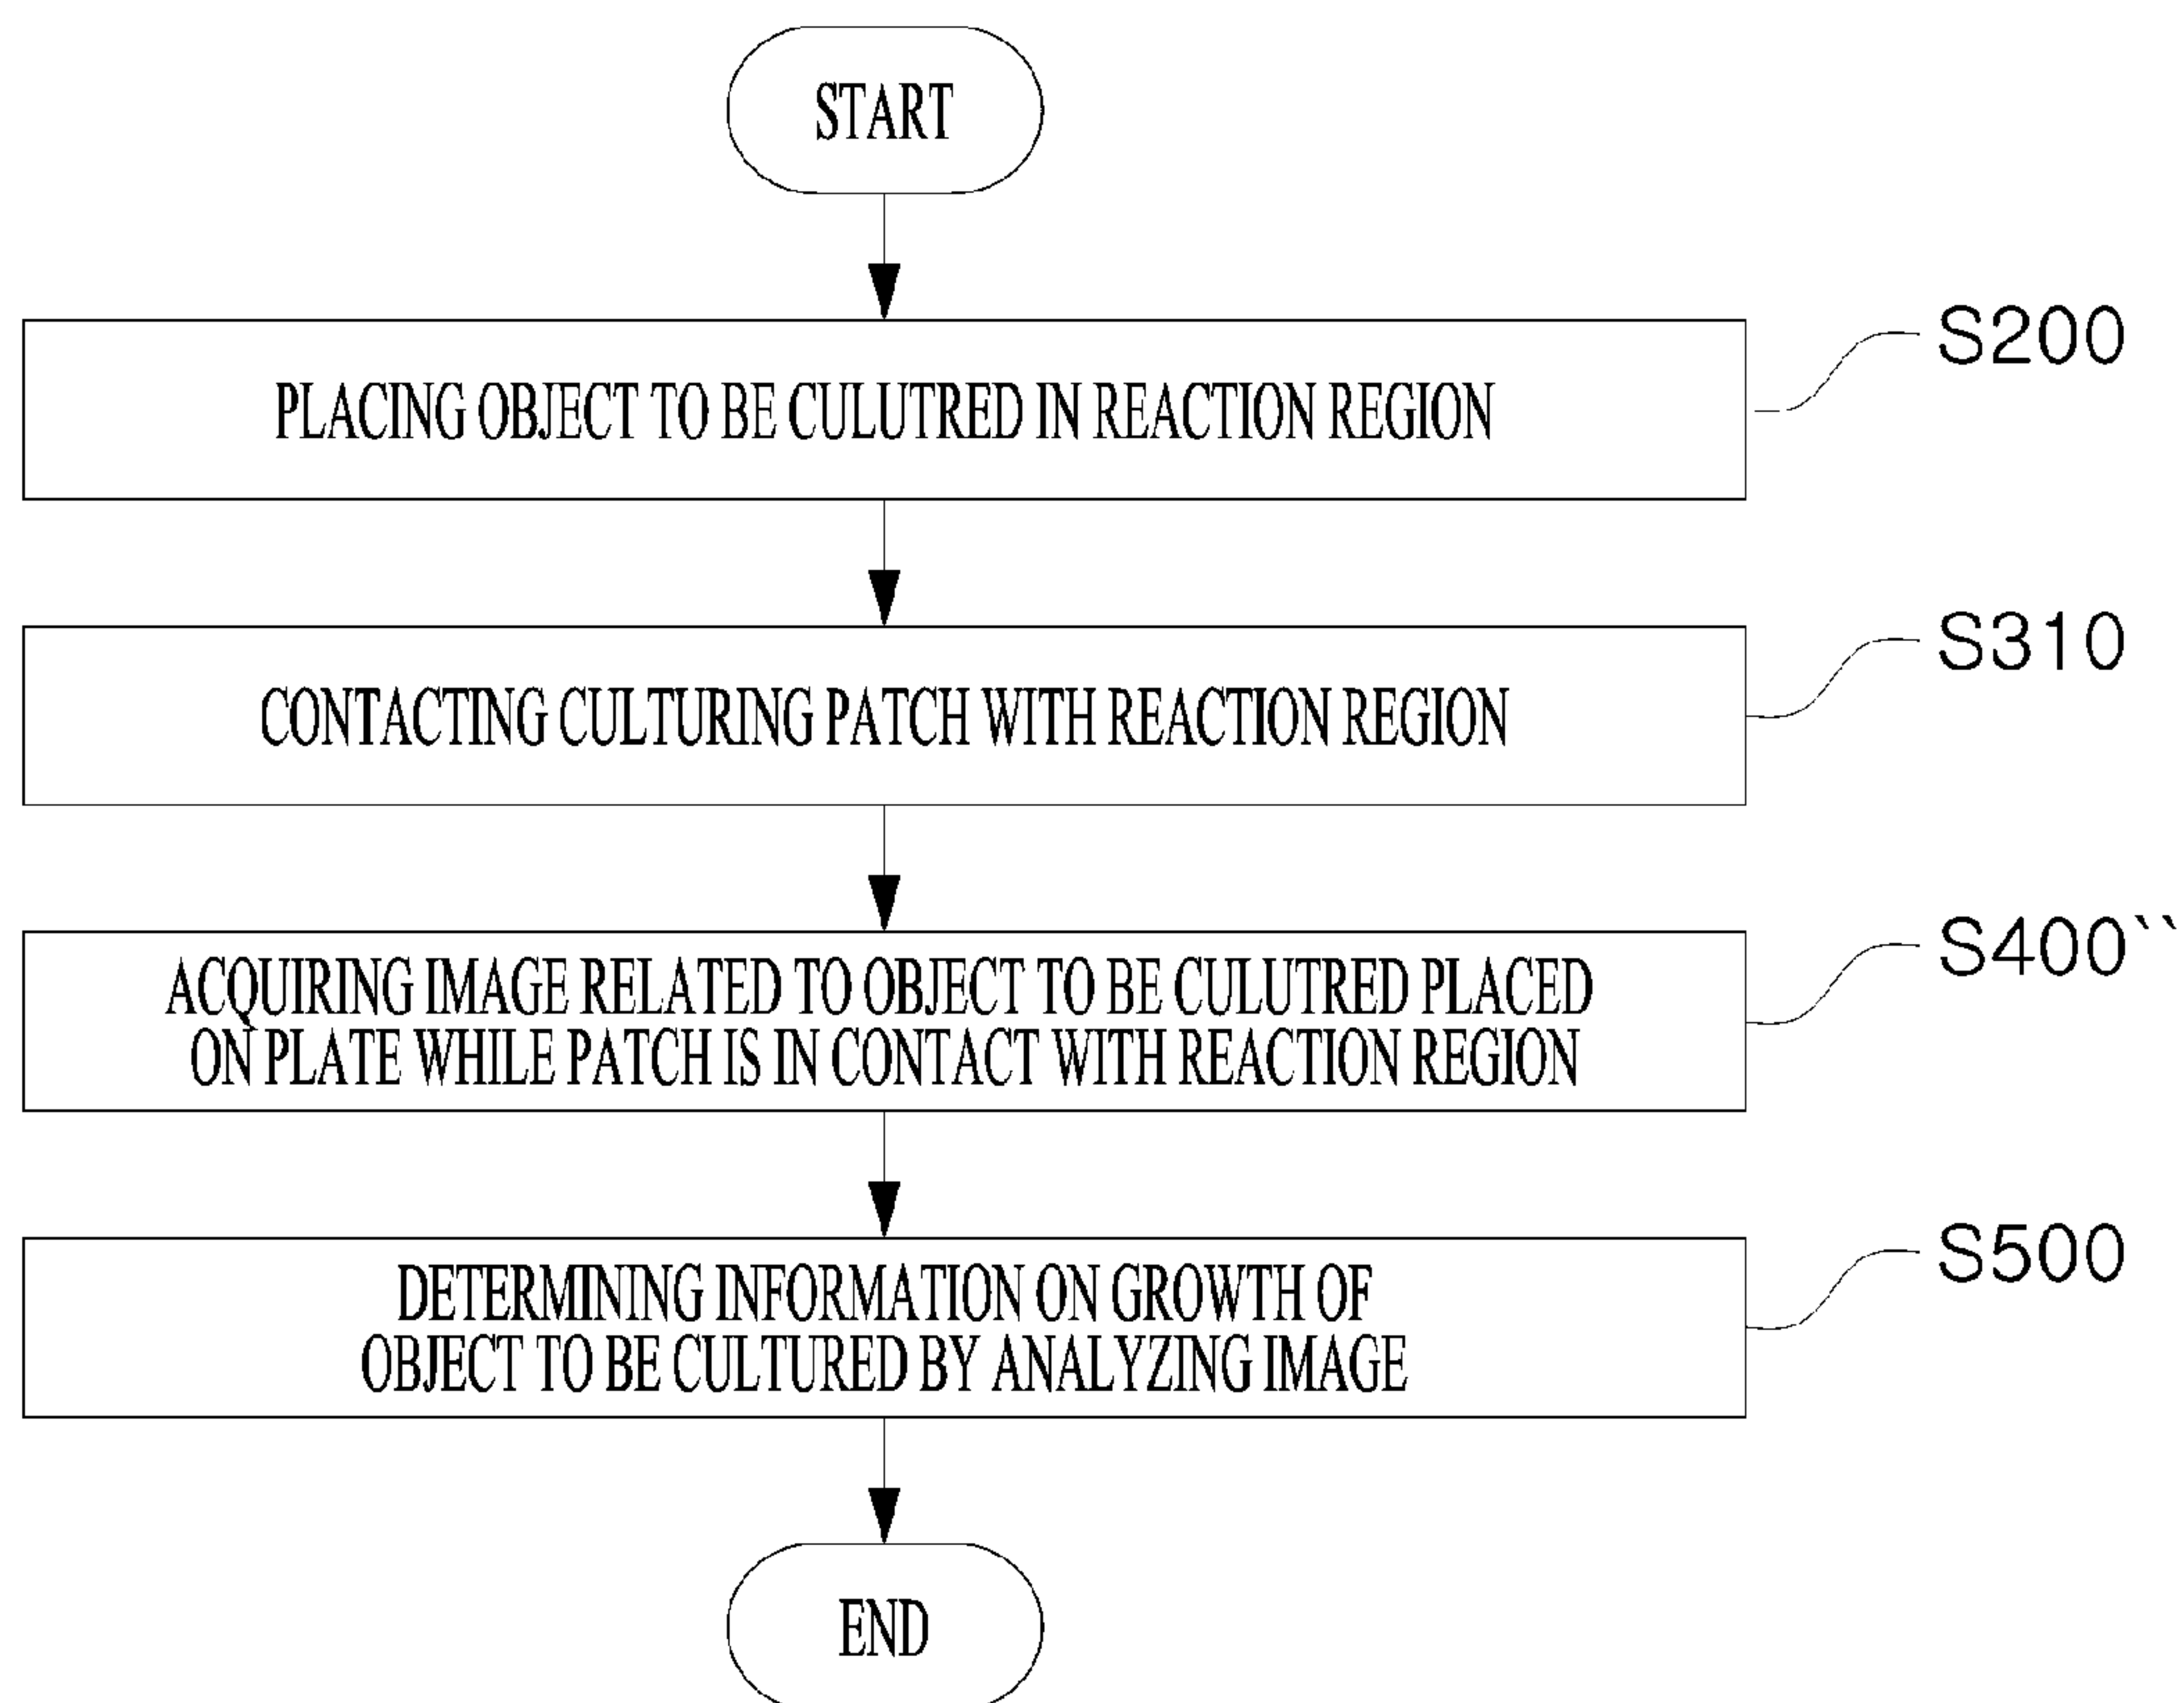 START
PLACING OBJECT TO BE CULUTRED IN REACTION REGION
S200
CONTACTING CULTURING PATCH WITH REACTION REGION
S310
ACQUIRING IMAGE RELATED TO OBJECT TO BE CULUTRED PLACED
ON PLATE WHILE PATCH IS IN CONTACT WITH REACTION REGION
S400``
DETERMINING INFORMATION ON GROWTH OF
OBJECT TO BE CULTURED BY ANALYZING IMAGE
S500
END